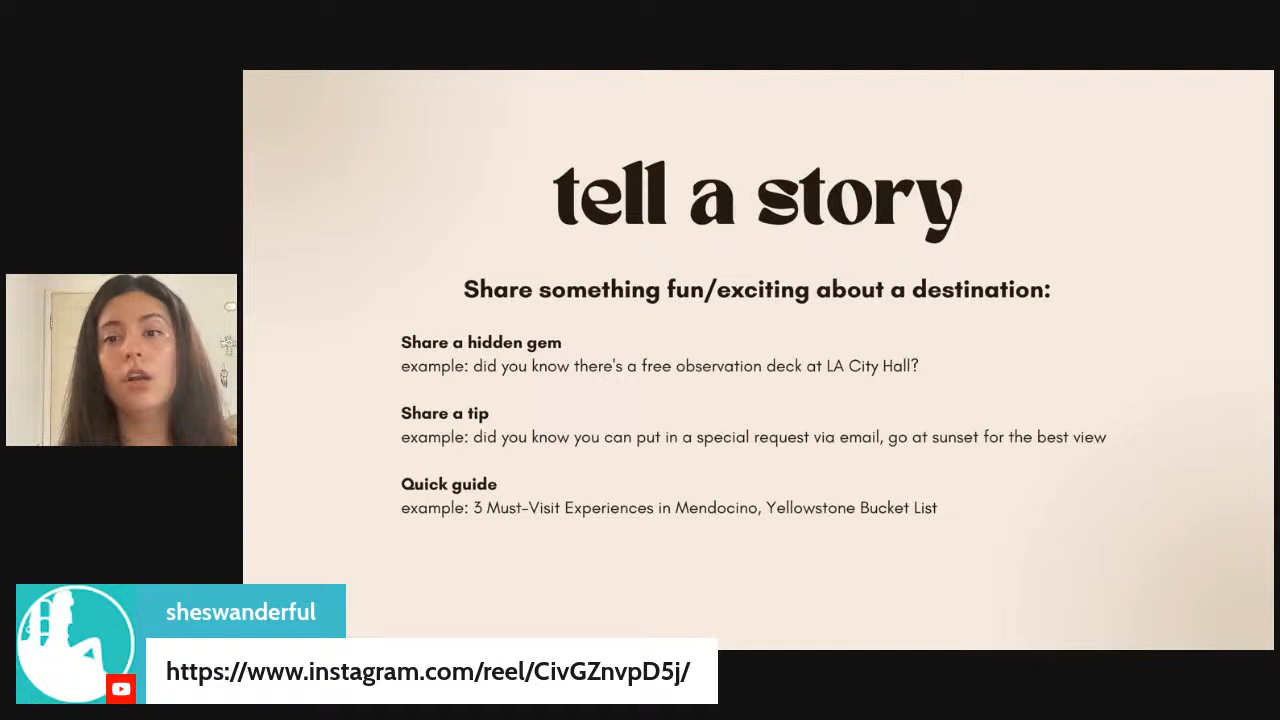 tell a story
Share something fun/exciting about a destination:
Share a hidden gem
example: did you know there's a free observation deck at LA City Hall?
Share a tip
example: did you know you can put in a special request via email, go at sunset for the best view
Quick guide
example: 3 Must-Visit Experiences in Mendocino, Yellowstone Bucket List
sheswanderful
https://www.instagram.com/reel/CivGZnvpD5j/